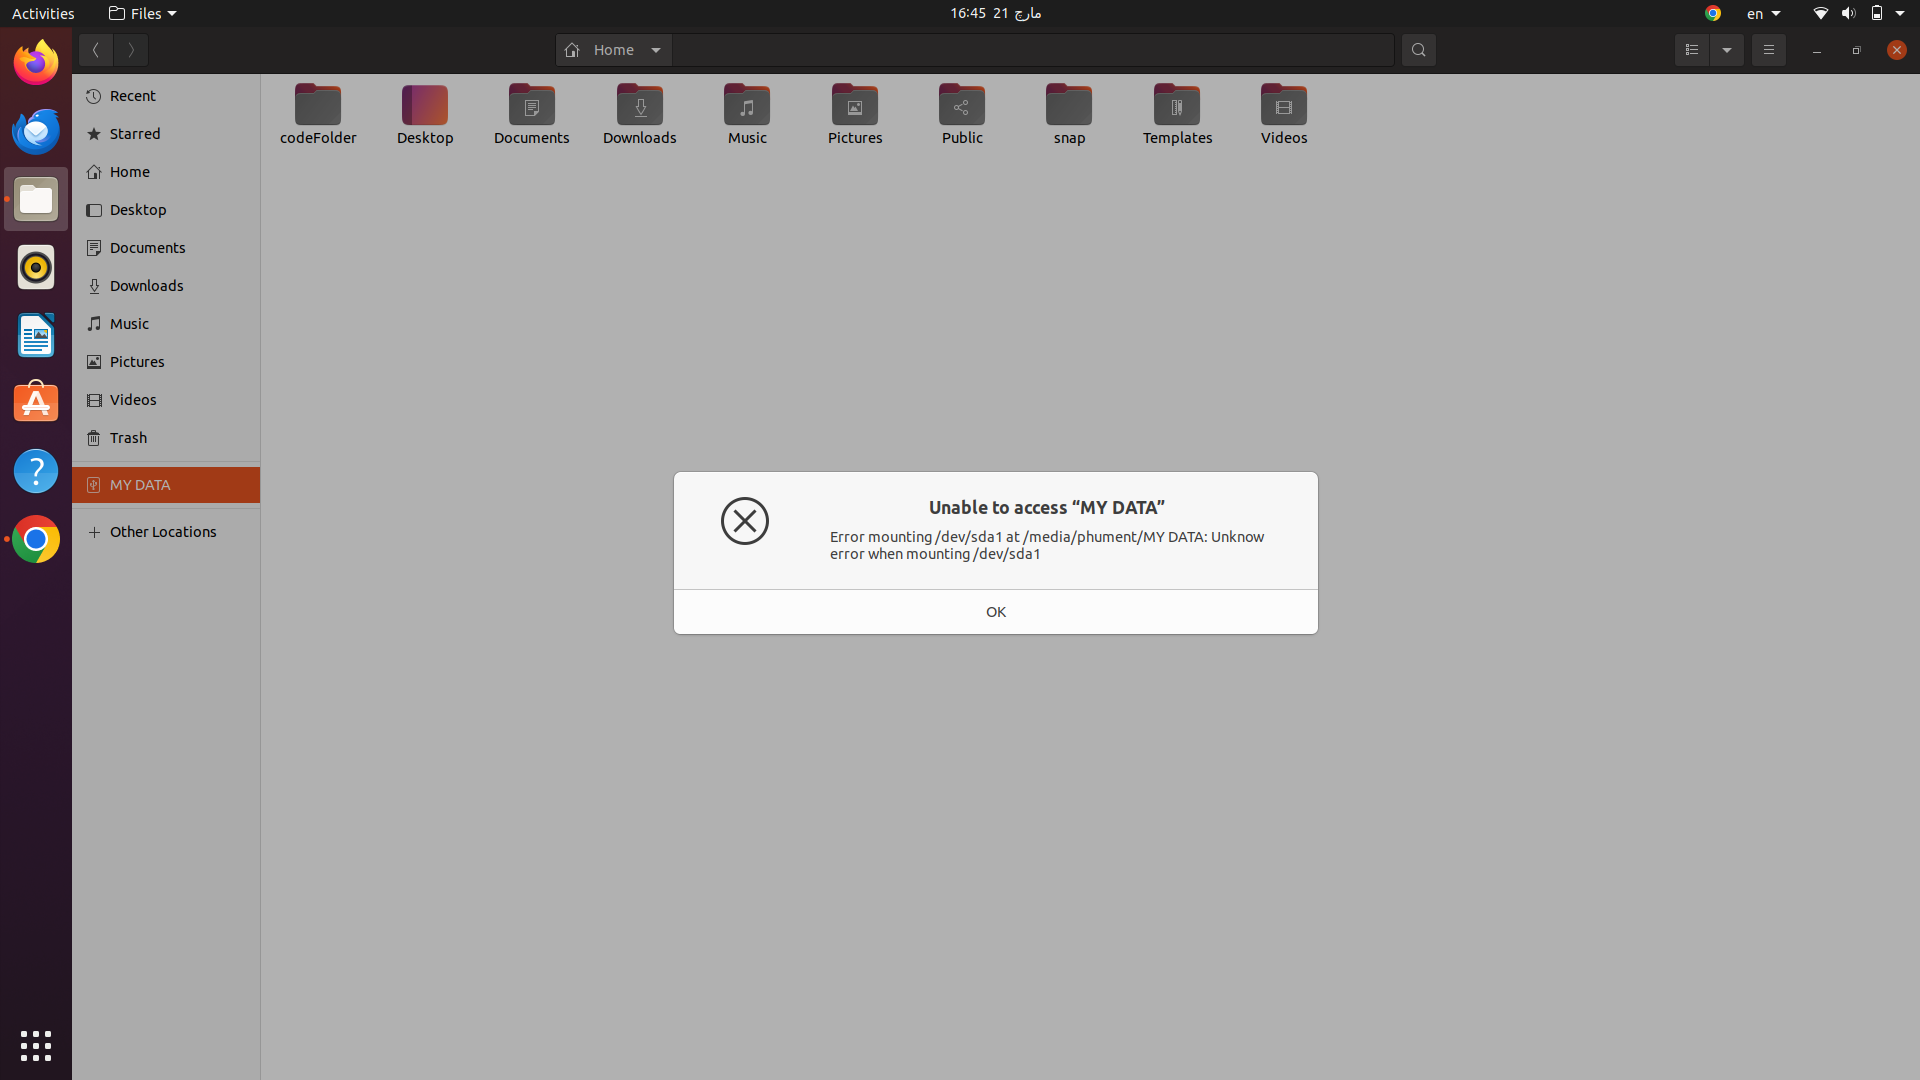 Activities
Files
16:45 21 مارچ
en
Home
Recent
Starred
Home
Desktop
Documents
Downloads
Music
Pictures
Videos
Trash
MY DATA
Other Locations
codeFolder
Desktop
Documents
Downloads
Music
Pictures
Public
snap
Templates
Videos
Unable to access “MY DATA”
Error mounting /dev/sda1 at /media/phument/MY DATA: Unknow
error when mounting /dev/sda1
OK